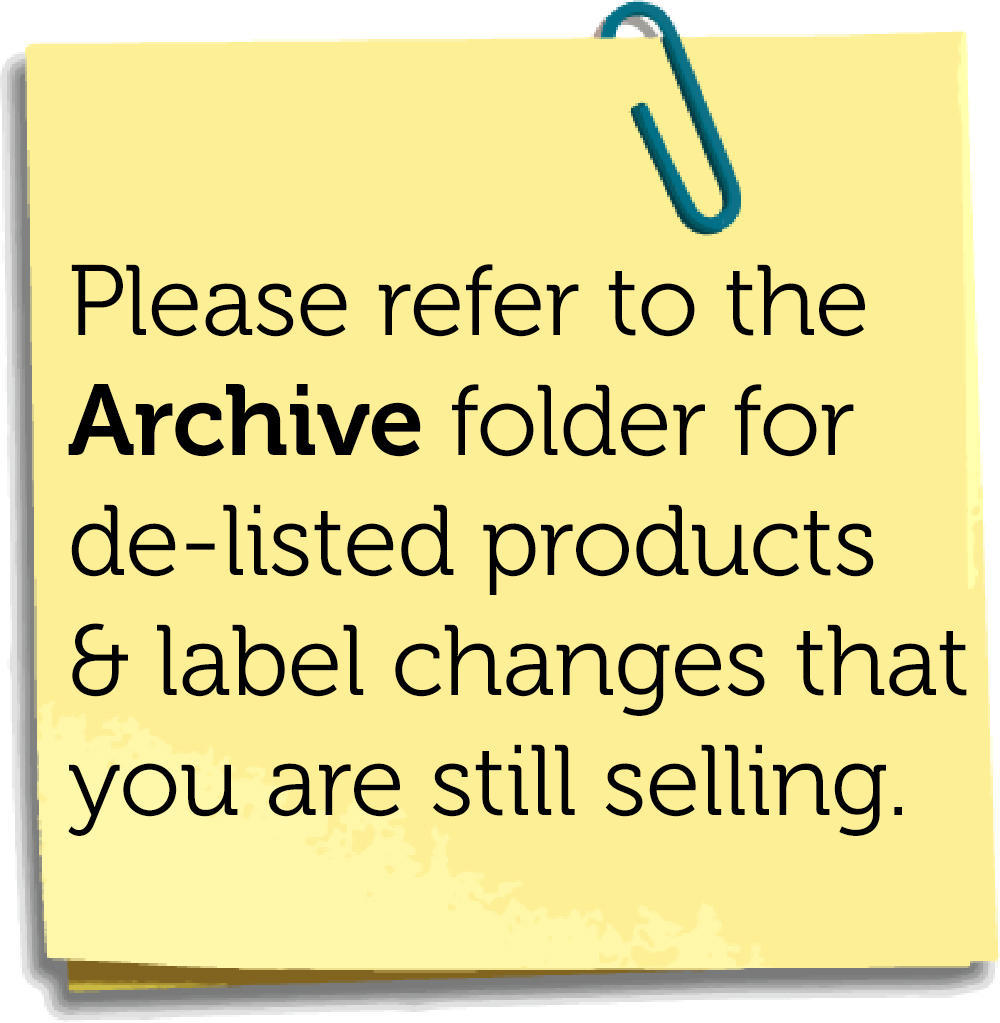 Please refer to the
Archive folder for
de-listed products
& label changes that
you are still selling.